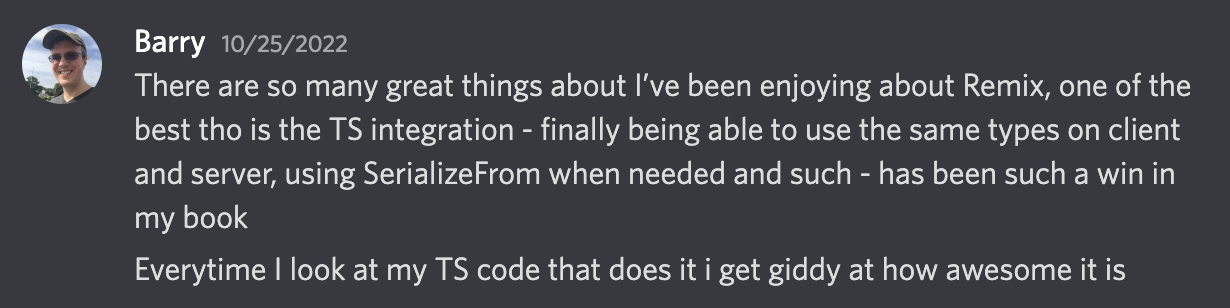 Barry 10/25/2022
There are so many great things about I’ve been enjoying about Remix, one of the
best tho is the TS integration - finally being able to use the same types on client
and server, using SerializeFrom when needed and such - has been such a win in
my book
Everytime I look at my TS code that does it i get giddy at how awesome it is